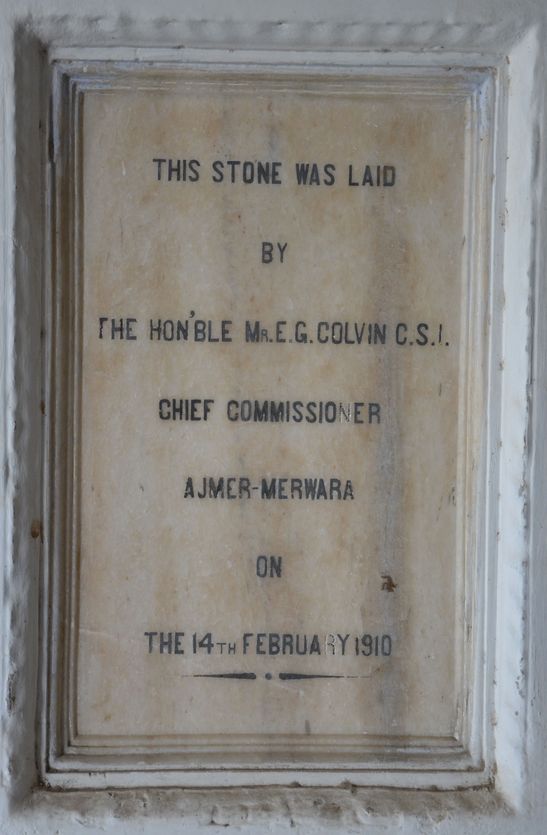 THIS STONE WAS LAID
BY
THE HON'BLE MR. E.G. COLVIN C.S.I.
CHIEF COMMISSIONER
AJMER-MERWARA
ON
THE 14TH FEBRUARY 1910